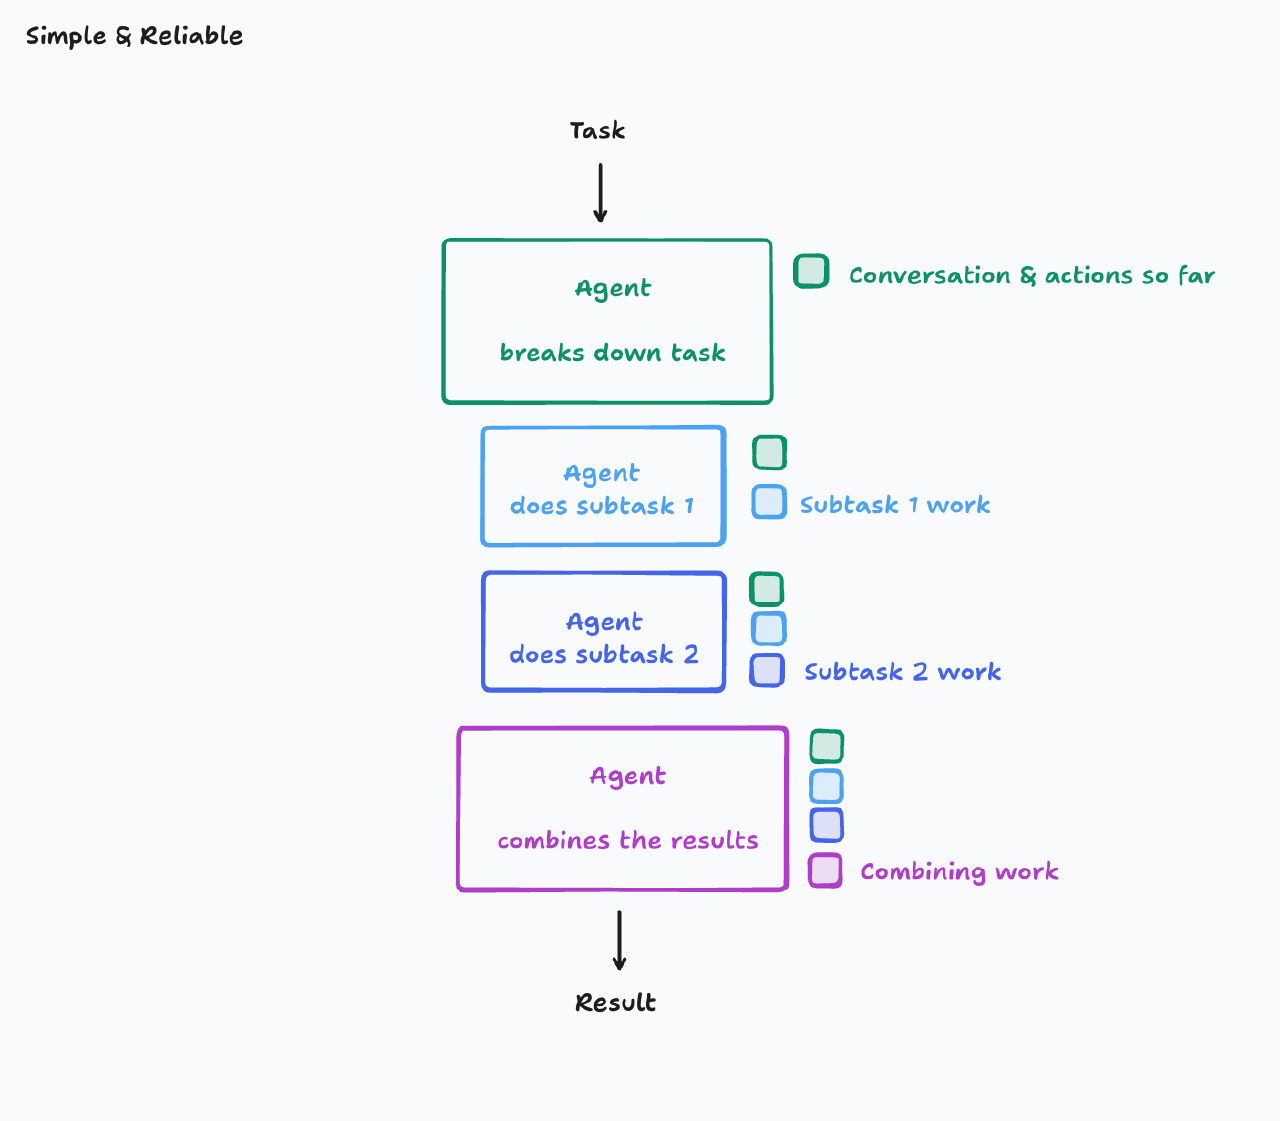 Simple & Reliable
Task
Agent
breaks down task
Conversation & actions so far
Agent
does subtask 1
Subtask 1 work
Agent
does subtask 2
Subtask 2 work
Agent
combines the results
Combining work
Result